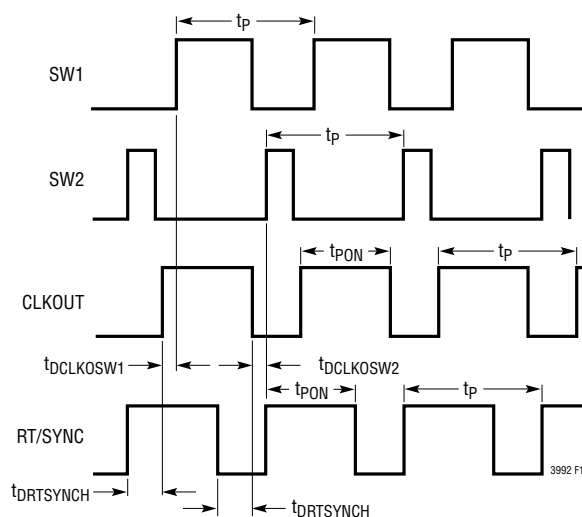 tP
SW1
tP
SW2
tPON
tP
CLKOUT
tDCLKOSW1
tDCLKOSW2
tPON
tP
RT/SYNC
3992 F1
tDRTSYNCH
tDRTSYNCH